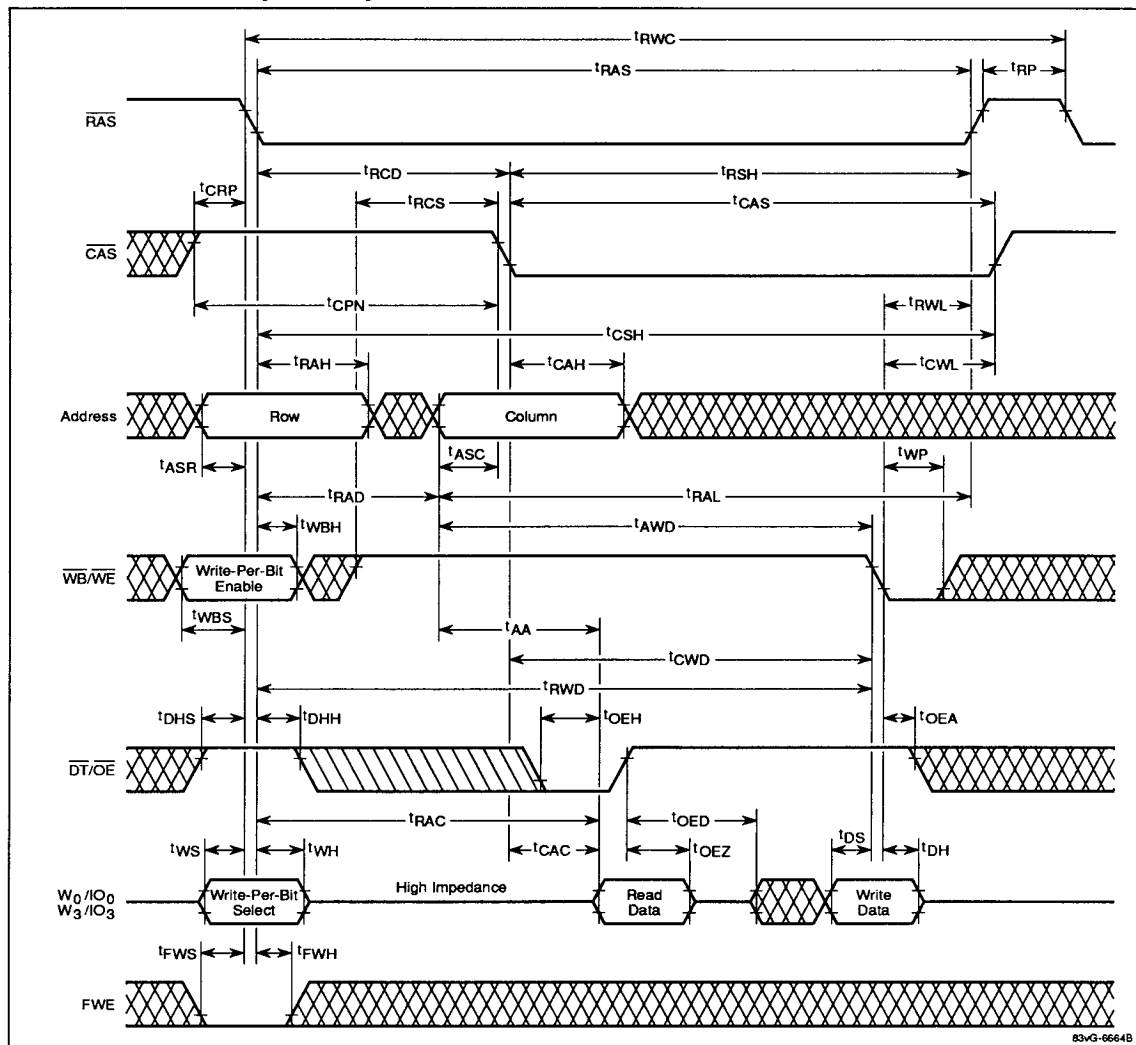 tRWC
tRAS
tRP
RAS
tRCD
tRSH
tCRP
tRCS
tCAS
CAS
tCPN
tRWL
tCSH
tRAH
tCAH
tCWL
Address
Row
Column
tASR
tASC
tWP
tRAD
tRAL
tWBH
tAWD
WB/WE
Write-Per-Bit
Enable
tWBS
tAA
tCWD
tRWD
tDHS
tDHH
tOEH
tOEA
DT/OE
tRAC
tOED
tWS
tWH
tCAC
tOEZ
tDS
tDH
W0/IO0
W3/IO3
Write-Per-Bit
Select
High Impedance
Read
Data
Write
Data
tFWS
tFWH
FWE
83vG-6664B